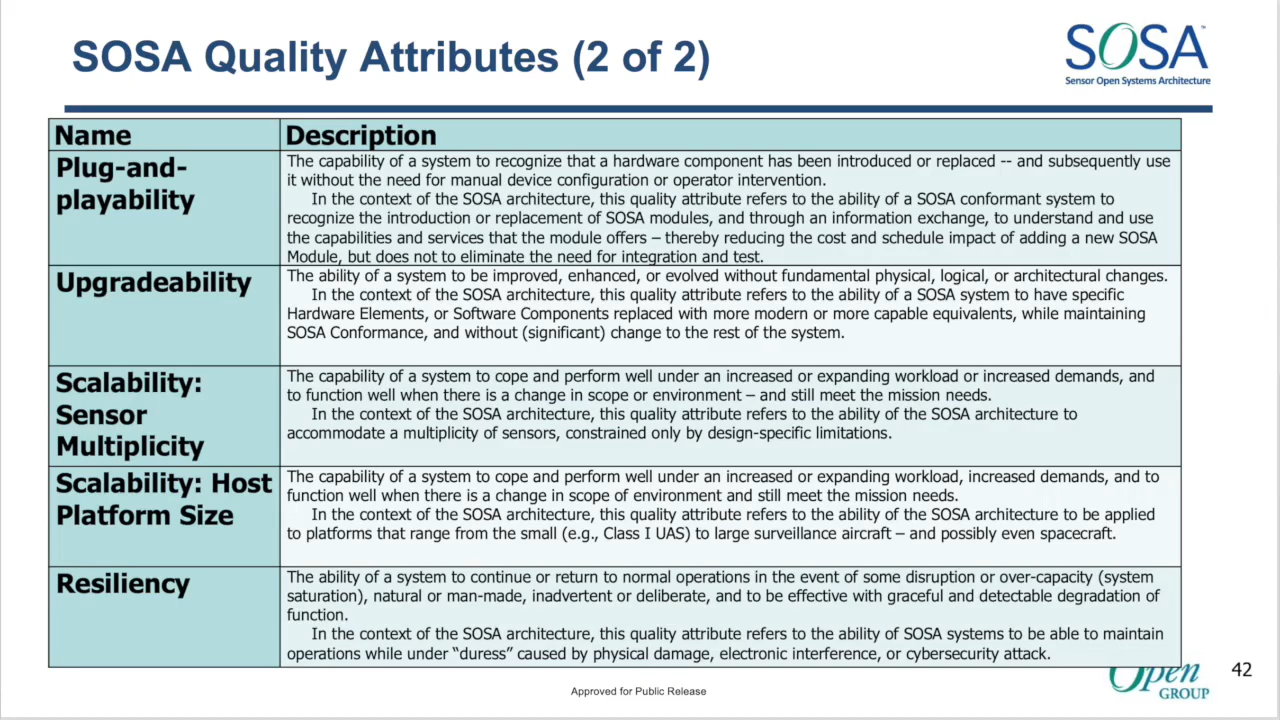 SOSA Quality Attributes (2 of 2)
SOSA™
Sensor Open Systems Architecture
Name
Description
Plug-and-
playability
The capability of a system to recognize that a hardware component has been introduced or replaced -- and subsequently use
it without the need for manual device configuration or operator intervention.
In the context of the SOSA architecture, this quality attribute refers to the ability of a SOSA conformant system to
recognize the introduction or replacement of SOSA modules, and through an information exchange, to understand and use
the capabilities and services that the module offers – thereby reducing the cost and schedule impact of adding a new SOSA
Module, but does not to eliminate the need for integration and test.
Upgradeability
The ability of a system to be improved, enhanced, or evolved without fundamental physical, logical, or architectural changes.
In the context of the SOSA architecture, this quality attribute refers to the ability of a SOSA system to have specific
Hardware Elements, or Software Components replaced with more modern or more capable equivalents, while maintaining
SOSA Conformance, and without (significant) change to the rest of the system.
Scalability:
Sensor
Multiplicity
The capability of a system to cope and perform well under an increased or expanding workload or increased demands, and
to function well when there is a change in scope or environment – and still meet the mission needs.
In the context of the SOSA architecture, this quality attribute refers to the ability of the SOSA architecture to
accommodate a multiplicity of sensors, constrained only by design-specific limitations.
Scalability: Host
Platform Size
The capability of a system to cope and perform well under an increased or expanding workload, increased demands, and to
function well when there is a change in scope of environment and still meet the mission needs.
In the context of the SOSA architecture, this quality attribute refers to the ability of the SOSA architecture to be applied
to platforms that range from the small (e.g., Class I UAS) to large surveillance aircraft – and possibly even spacecraft.
Resiliency
The ability of a system to continue or return to normal operations in the event of some disruption or over-capacity (system
saturation), natural or man-made, inadvertent or deliberate, and to be effective with graceful and detectable degradation of
function.
In the context of the SOSA architecture, this quality attribute refers to the ability of SOSA systems to be able to maintain
operations while under “duress” caused by physical damage, electronic interference, or cybersecurity attack.
Open
GROUP
42
Approved for Public Release